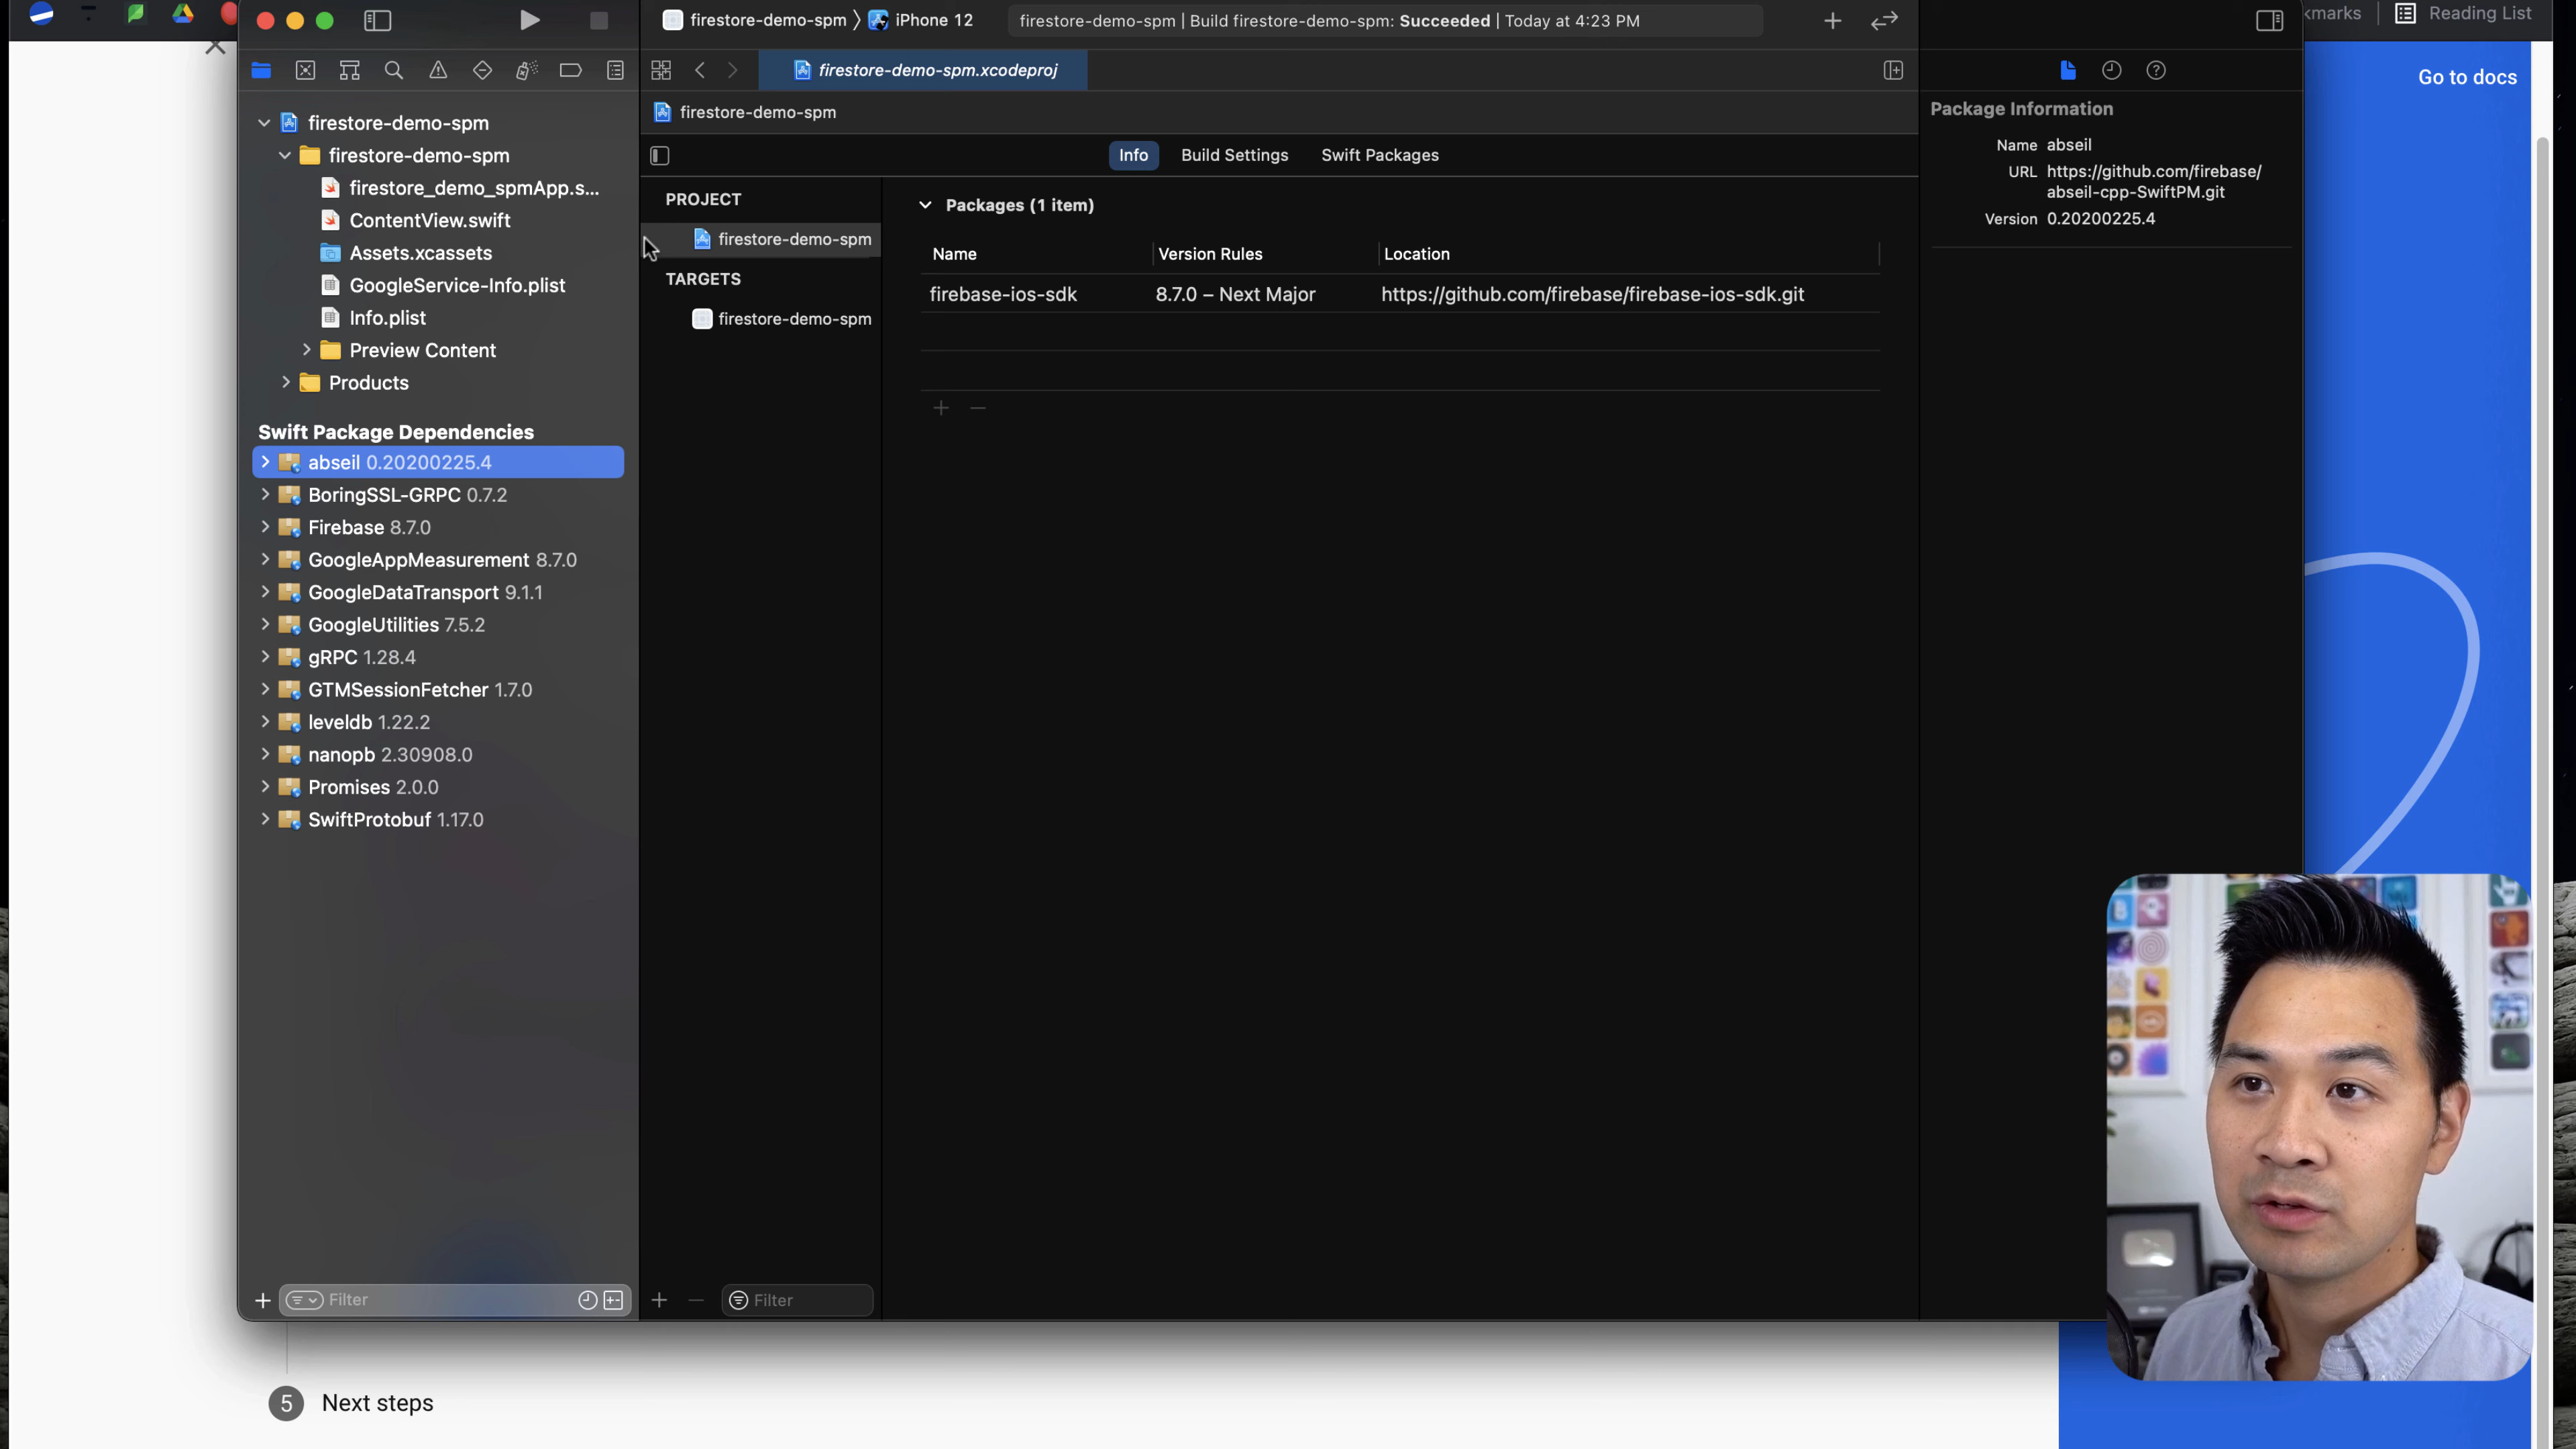 kmarks
Reading List
Go to docs
firestore-demo-spm
iPhone 12
firestore-demo-spm | Build firestore-demo-spm: Succeeded | Today at 4:23 PM
firestore-demo-spm.xcodeproj
firestore-demo-spm
Info
Build Settings
Swift Packages
firestore-demo-spm
firestore-demo-spm
firestore_demo_spmApp.s...
ContentView.swift
Assets.xcassets
GoogleService-Info.plist
Info.plist
Preview Content
Products
Swift Package Dependencies
abseil 0.20200225.4
BoringSSL-GRPC 0.7.2
Firebase 8.7.0
GoogleAppMeasurement 8.7.0
GoogleDataTransport 9.1.1
GoogleUtilities 7.5.2
gRPC 1.28.4
GTMSessionFetcher 1.7.0
leveldb 1.22.2
nanopb 2.30908.0
Promises 2.0.0
SwiftProtobuf 1.17.0
Filter
PROJECT
firestore-demo-spm
TARGETS
firestore-demo-spm
Filter
Packages (1 item)
Name
Version Rules
Location
firebase-ios-sdk
8.7.0 – Next Major
https://github.com/firebase/firebase-ios-sdk.git
Package Information
Name abseil
URL https://github.com/firebase/
abseil-cpp-SwiftPM.git
Version 0.20200225.4
5 Next steps